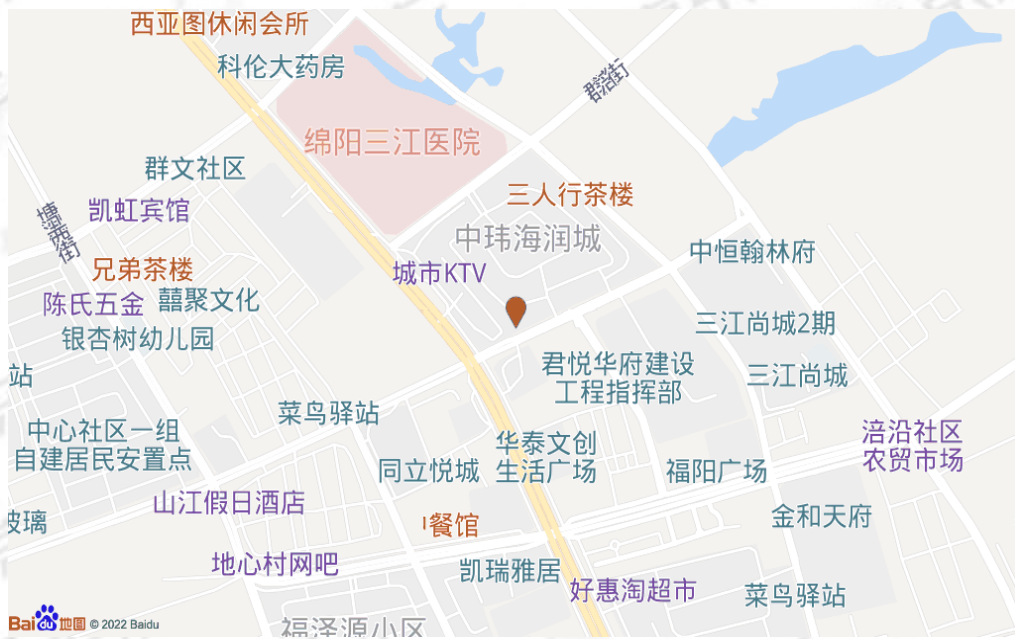 西亚图休闲会所
科伦大药房
群洽街
绵阳三江医院
群文社区
三人行茶楼
凯虹宾馆
塘汛西街
中玮海润城
中恒翰林府
兄弟茶楼
城市KTV
陈氏五金
囍聚文化
银杏树幼儿园
三江尚城2期
君悦华府建设
工程指挥部
站
三江尚城
菜鸟驿站
中心社区一组
自建居民安置点
华泰文创
生活广场
涪沿社区
农贸市场
同立悦城
福阳广场
山江假日酒店
玻璃
餐馆
金和天府
地心村网吧
凯瑞雅居
好惠淘超市
菜鸟驿站
福泽源小区
Bai du 地图 © 2022 Baidu